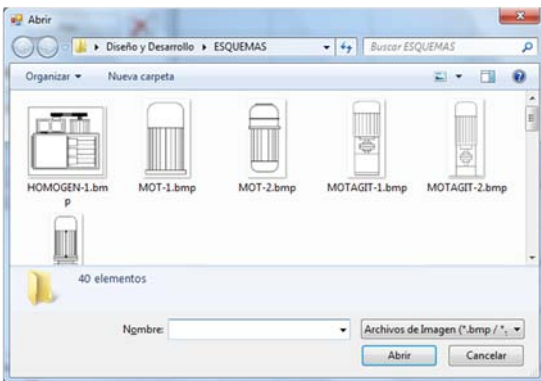 Abrir
Diseño y Desarrollo ESQUEMAS
Buscar ESQUEMAS
Organizar Nueva carpeta
HOMOGEN-1.bm
p
MOT-1.bmp
MOT-2.bmp
MOTAGIT-1.bmp
MOTAGIT-2.bmp
40 elementos
Nombre:
Archivos de Imagen (*.bmp / *,
Abrir
Cancelar